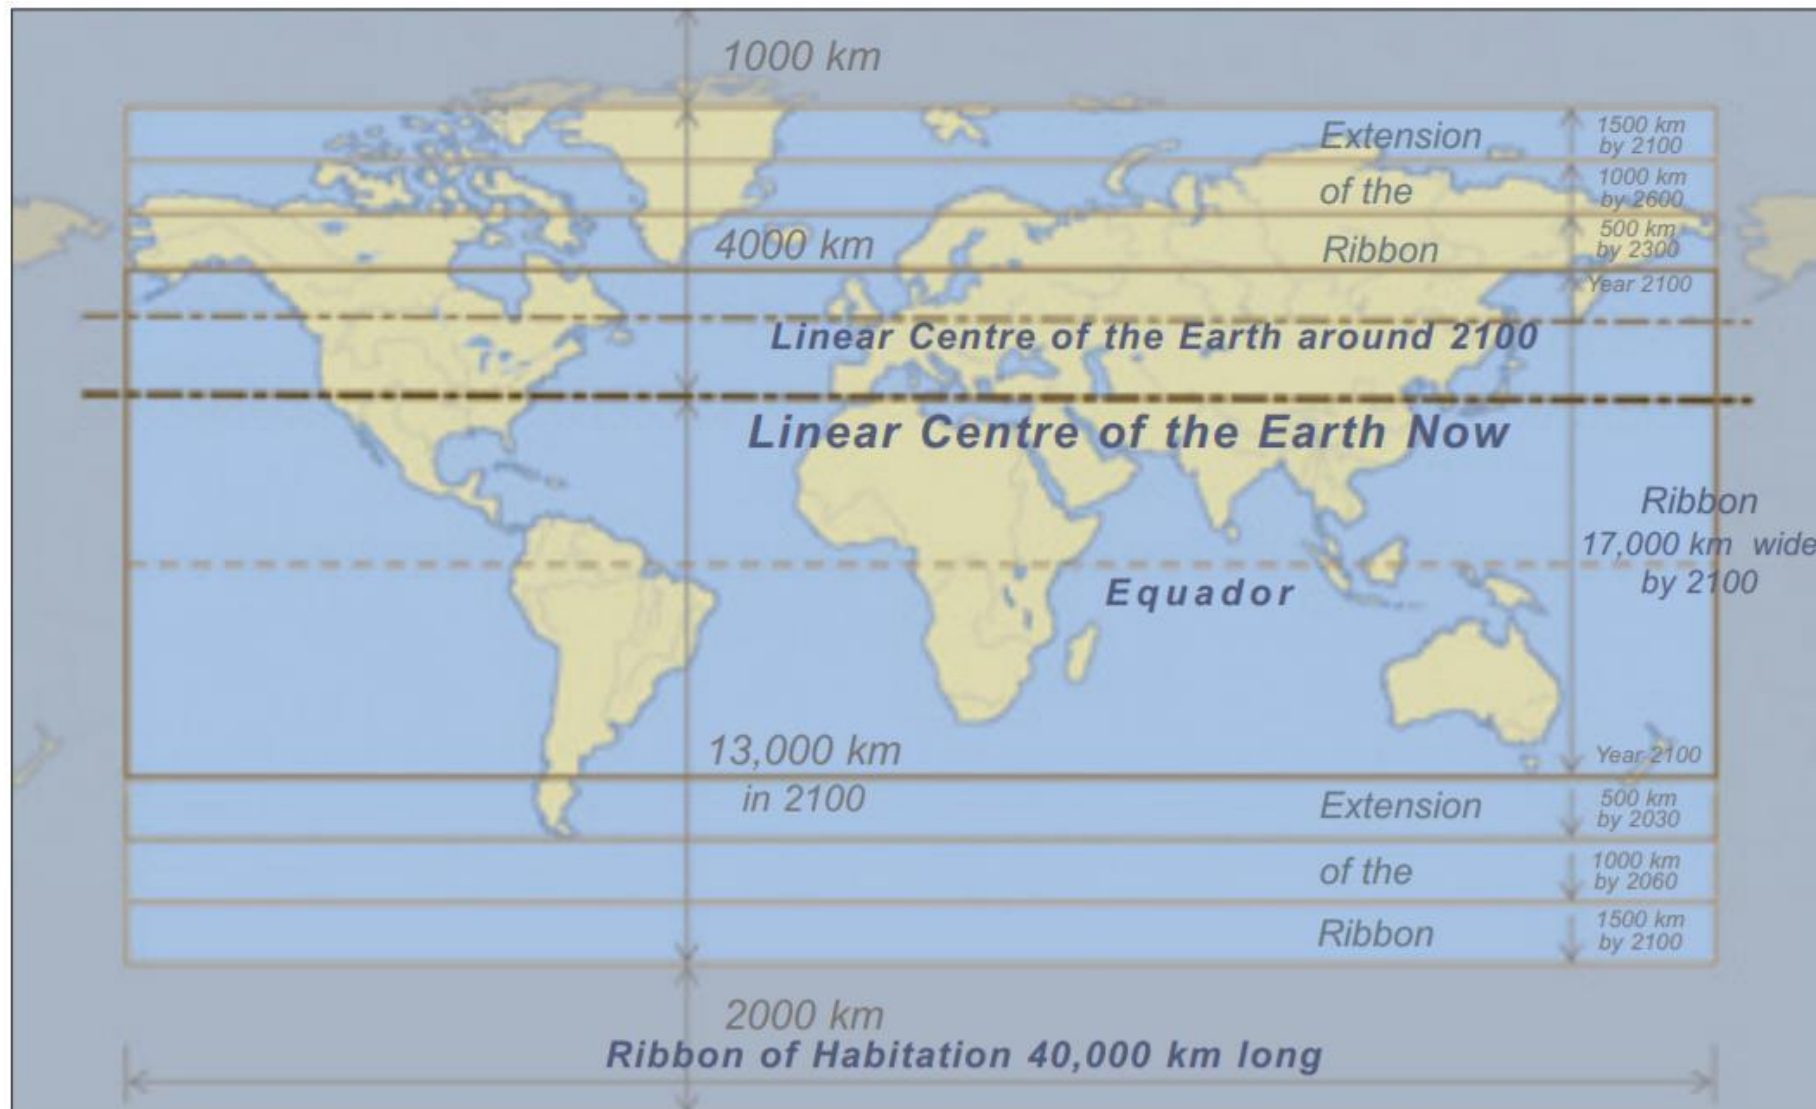 1000 km
Extension
1500 km
by 2100
of the
1000 km
by 2600
4000 km
Ribbon
500 km
by 2300
Year 2100
Linear Centre of the Earth around 2100
Linear Centre of the Earth Now
Ribbon
17,000 km wide
by 2100
Equador
13,000 km
in 2100
Year 2100
Extension
500 km
by 2030
of the
1000 km
by 2060
Ribbon
1500 km
by 2100
2000 km
Ribbon of Habitation 40,000 km long